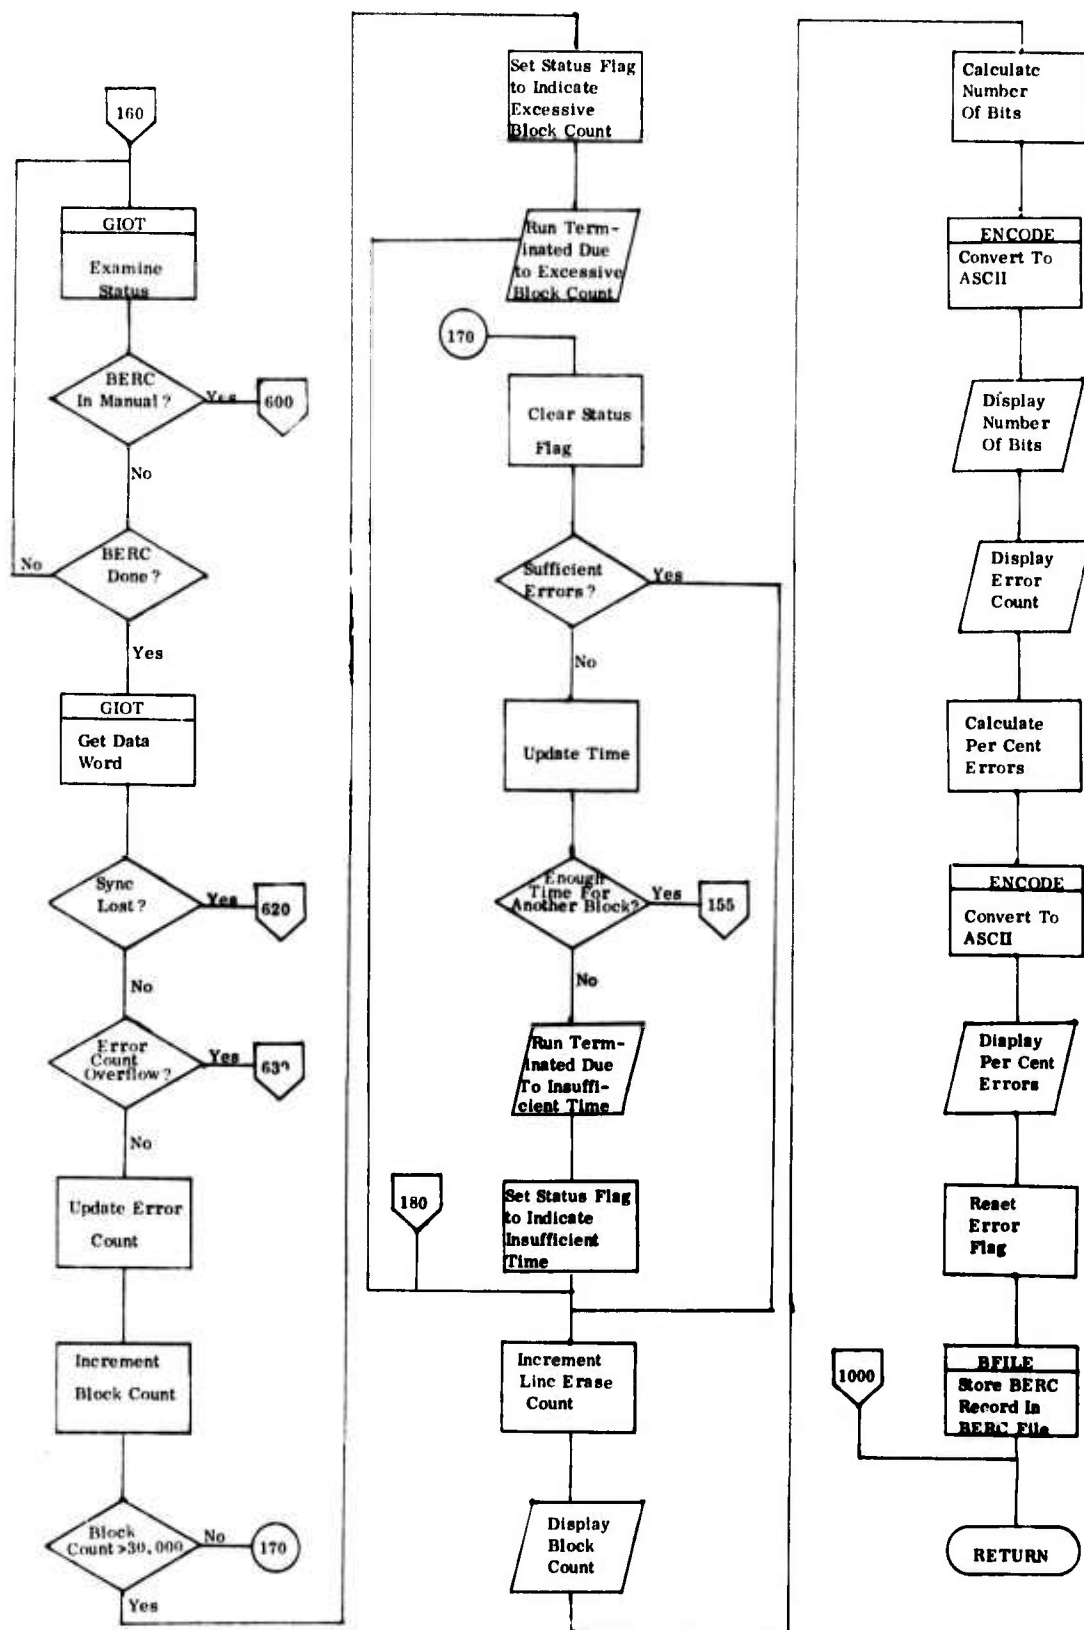 160
GIOT
Examine
Status
BERC
In Manual?
Yes
600
No
BERC
Done?
No
Yes
GIOT
Get Data
Word
Sync
Lost?
Yes
620
No
Error
Count
Overflow?
Yes
No
Update Error
Count
Increment
Block Count
Block
Count >30,000
No
170
Yes
Set Status Flag
to Indicate
Excessive
Block Count
Run Term-
inated Due
to Excessive
Block Count
170
Clear Status
Flag
Sufficient
Errors?
Yes
No
Update Time
Enough
Time For
Another Block?
Yes
155
No
Run Term-
inated Due
To Insuffi-
cient Time
180
Set Status Flag
to Indicate
Insufficient
Time
Increment
Line Erase
Count
Display
Block
Count
Calculate
Number
Of Bits
ENCODE
Convert To
ASCII
Display
Number
Of Bits
Display
Error
Count
Calculate
Per Cent
Errors
ENCODE
Convert To
ASCII
Display
Per Cent
Errors
Reset
Error
Flag
1000
BFILE
Store BERC
Record In
BERC File
RETURN